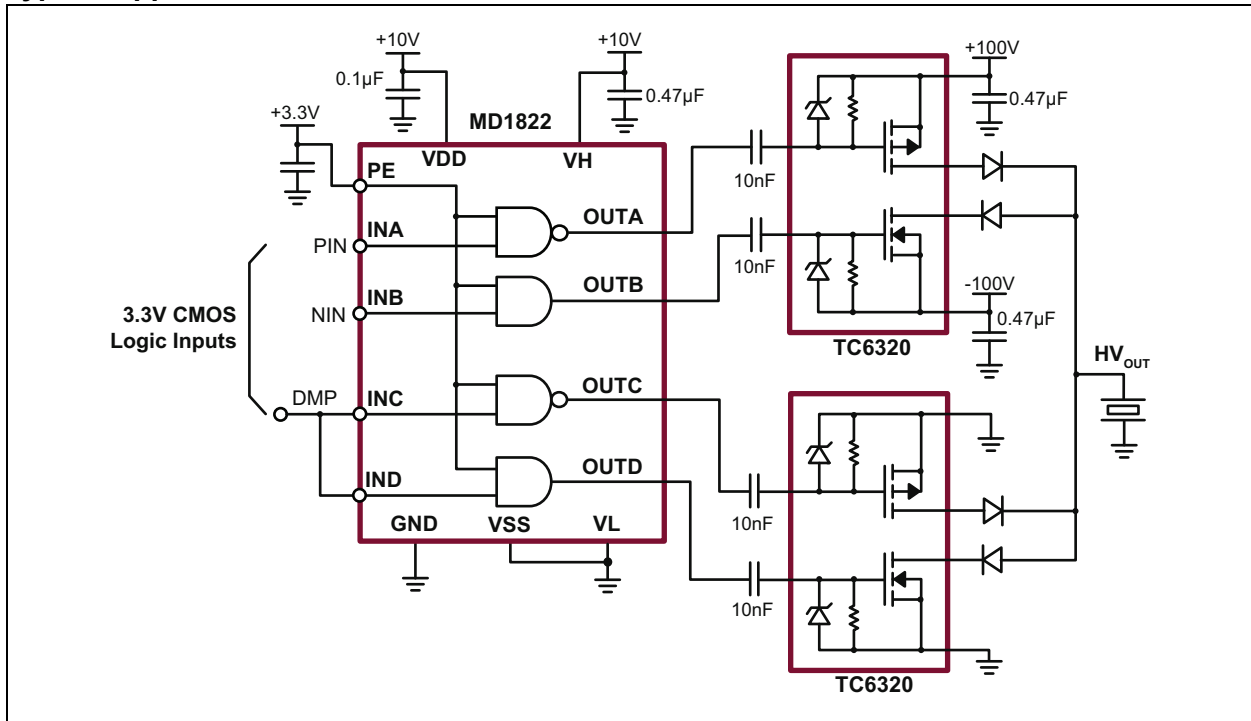 +10V
+10V
+100V
0.1µF
0.47µF
0.47µF
+3.3V
MD1822
VDD
VH
PE
10nF
OUTA
INA
PIN
10nF
OUTB
INB
NIN
-100V
3.3V CMOS
Logic Inputs
0.47µF
TC6320
HVOUT
DMP
INC
OUTC
OUTD
IND
10nF
GND
VSS
VL
10nF
TC6320